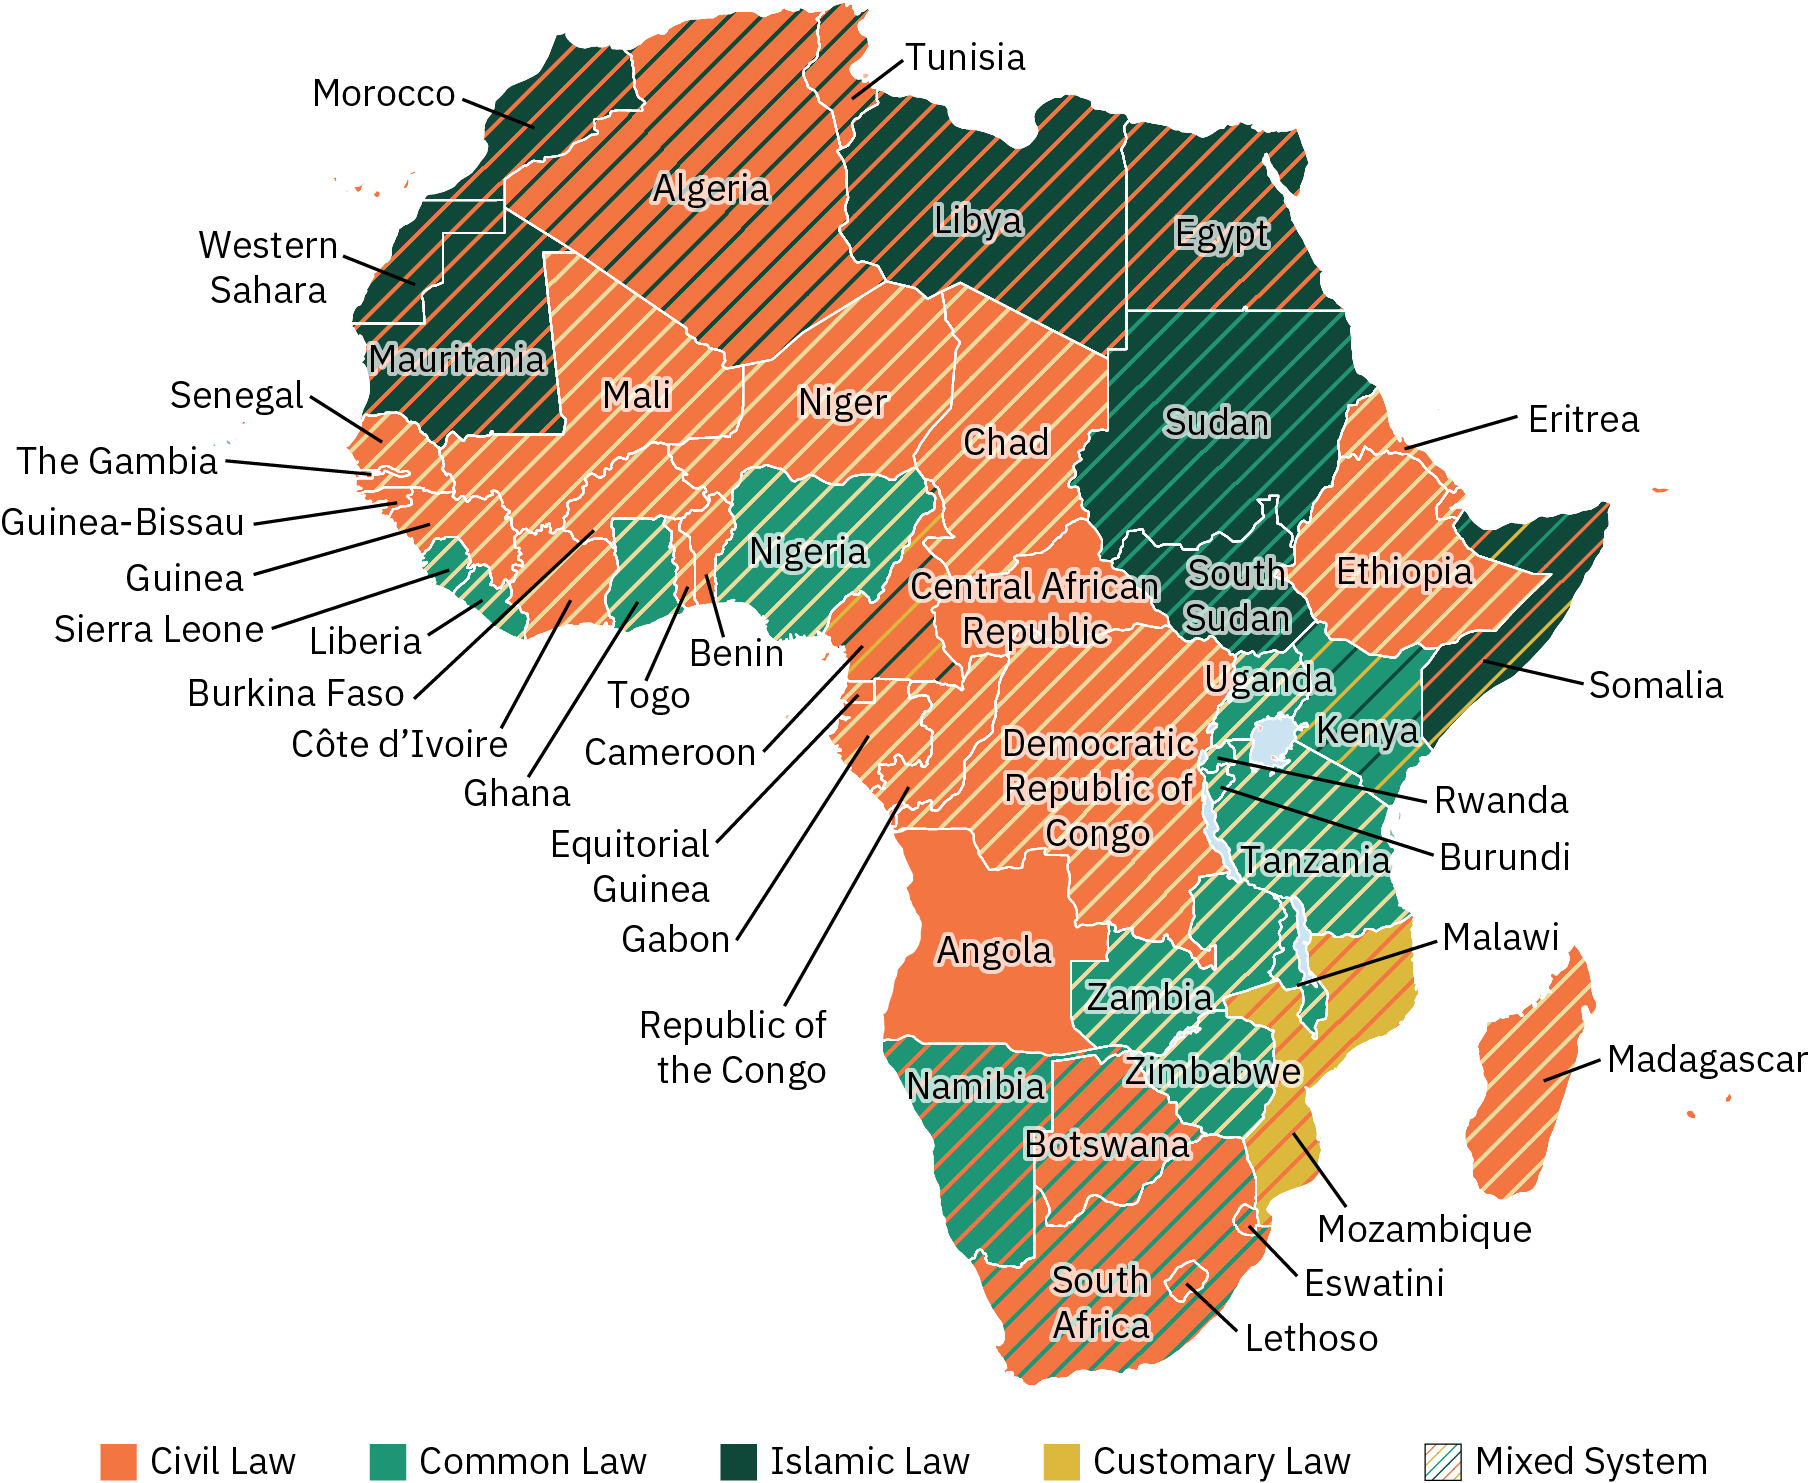 Tunisia
Morocco
Algeria
Libya
Egypt
Western
Sahara
Mauritania
Senegal
Mali
Niger
Chad
Sudan
Eritrea
The Gambia
Guinea-Bissau
Guinea
Sierra Leone
Liberia
Burkina Faso
Côte d’Ivoire
Ghana
Togo
Benin
Nigeria
Cameroon
Central African
Republic
South
Sudan
Ethiopia
Somalia
Uganda
Kenya
Equitorial
Guinea
Gabon
Republic of
the Congo
Democratic
Republic of
Congo
Rwanda
Burundi
Tanzania
Malawi
Angola
Zambia
Zimbabwe
Namibia
Botswana
Madagascar
Mozambique
Eswatini
Lethoso
South
Africa
Civil Law
Common Law
Islamic Law
Customary Law
Mixed System